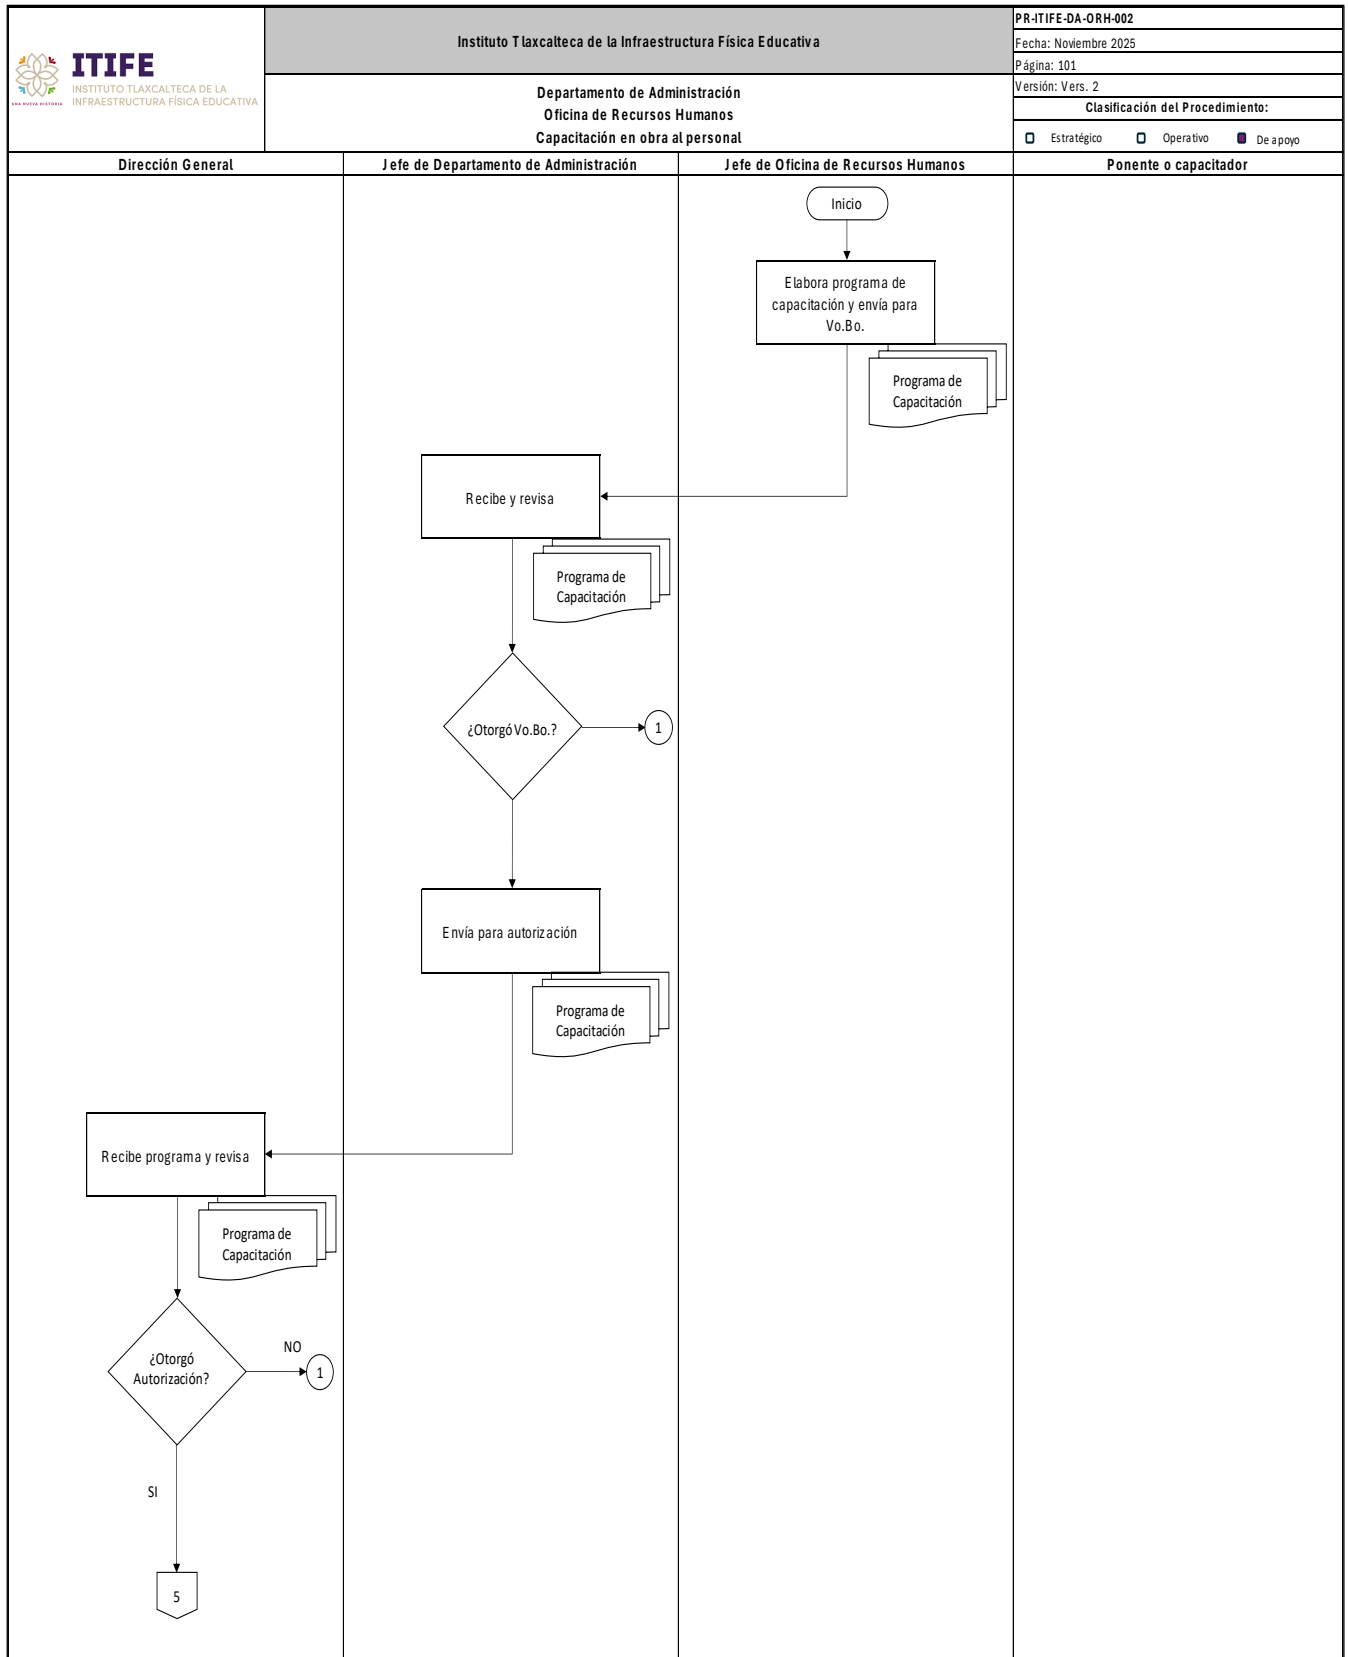 ITIFE
INSTITUTO TLAXCALTECA DE LA
INFRAESTRUCTURA FÍSICA EDUCATIVA
UNA NUEVA HISTORIA
Instituto Tlaxcalteca de la Infraestructura Física Educativa
Departamento de Administración
Oficina de Recursos Humanos
Capacitación en obra al personal
PR-ITIFE-DA-ORH-002
Fecha: Noviembre 2025
Página: 101
Versión: Vers. 2
Clasificación del Procedimiento:
Estratégico Operativo De apoyo
Dirección General
Jefe de Departamento de Administración
Jefe de Oficina de Recursos Humanos
Ponente o capacitador
Inicio
Elabora programa de
capacitación y envía para
Vo.Bo.
Programa de
Capacitación
Recibe y revisa
Programa de
Capacitación
¿Otorgó Vo.Bo.?
1
Envía para autorización
Programa de
Capacitación
Recibe programa y revisa
Programa de
Capacitación
¿Otorgó
Autorización?
NO
1
SI
5